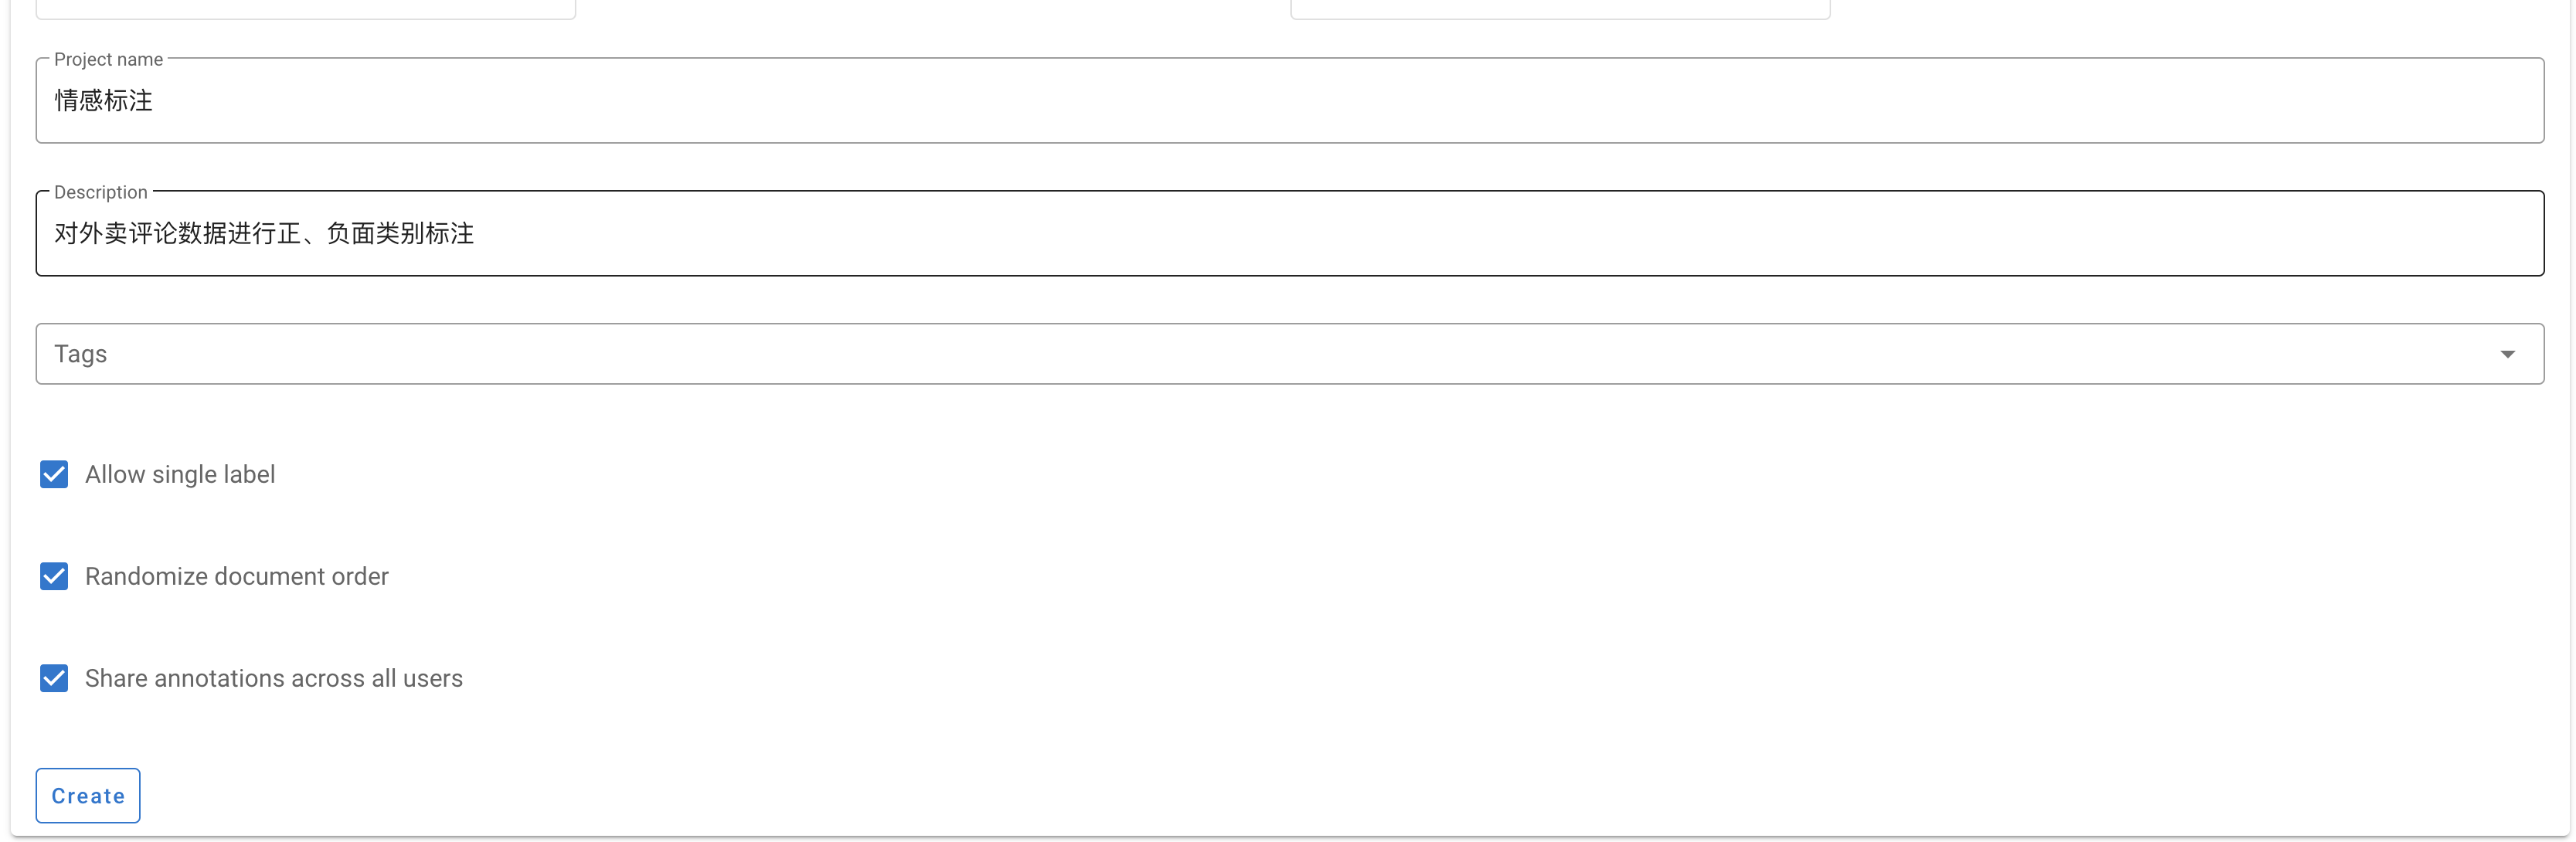 Project name
情感标注
Description
对外卖评论数据进行正、负面类别标注
Tags
Allow single label
Randomize document order
Share annotations across all users
Create